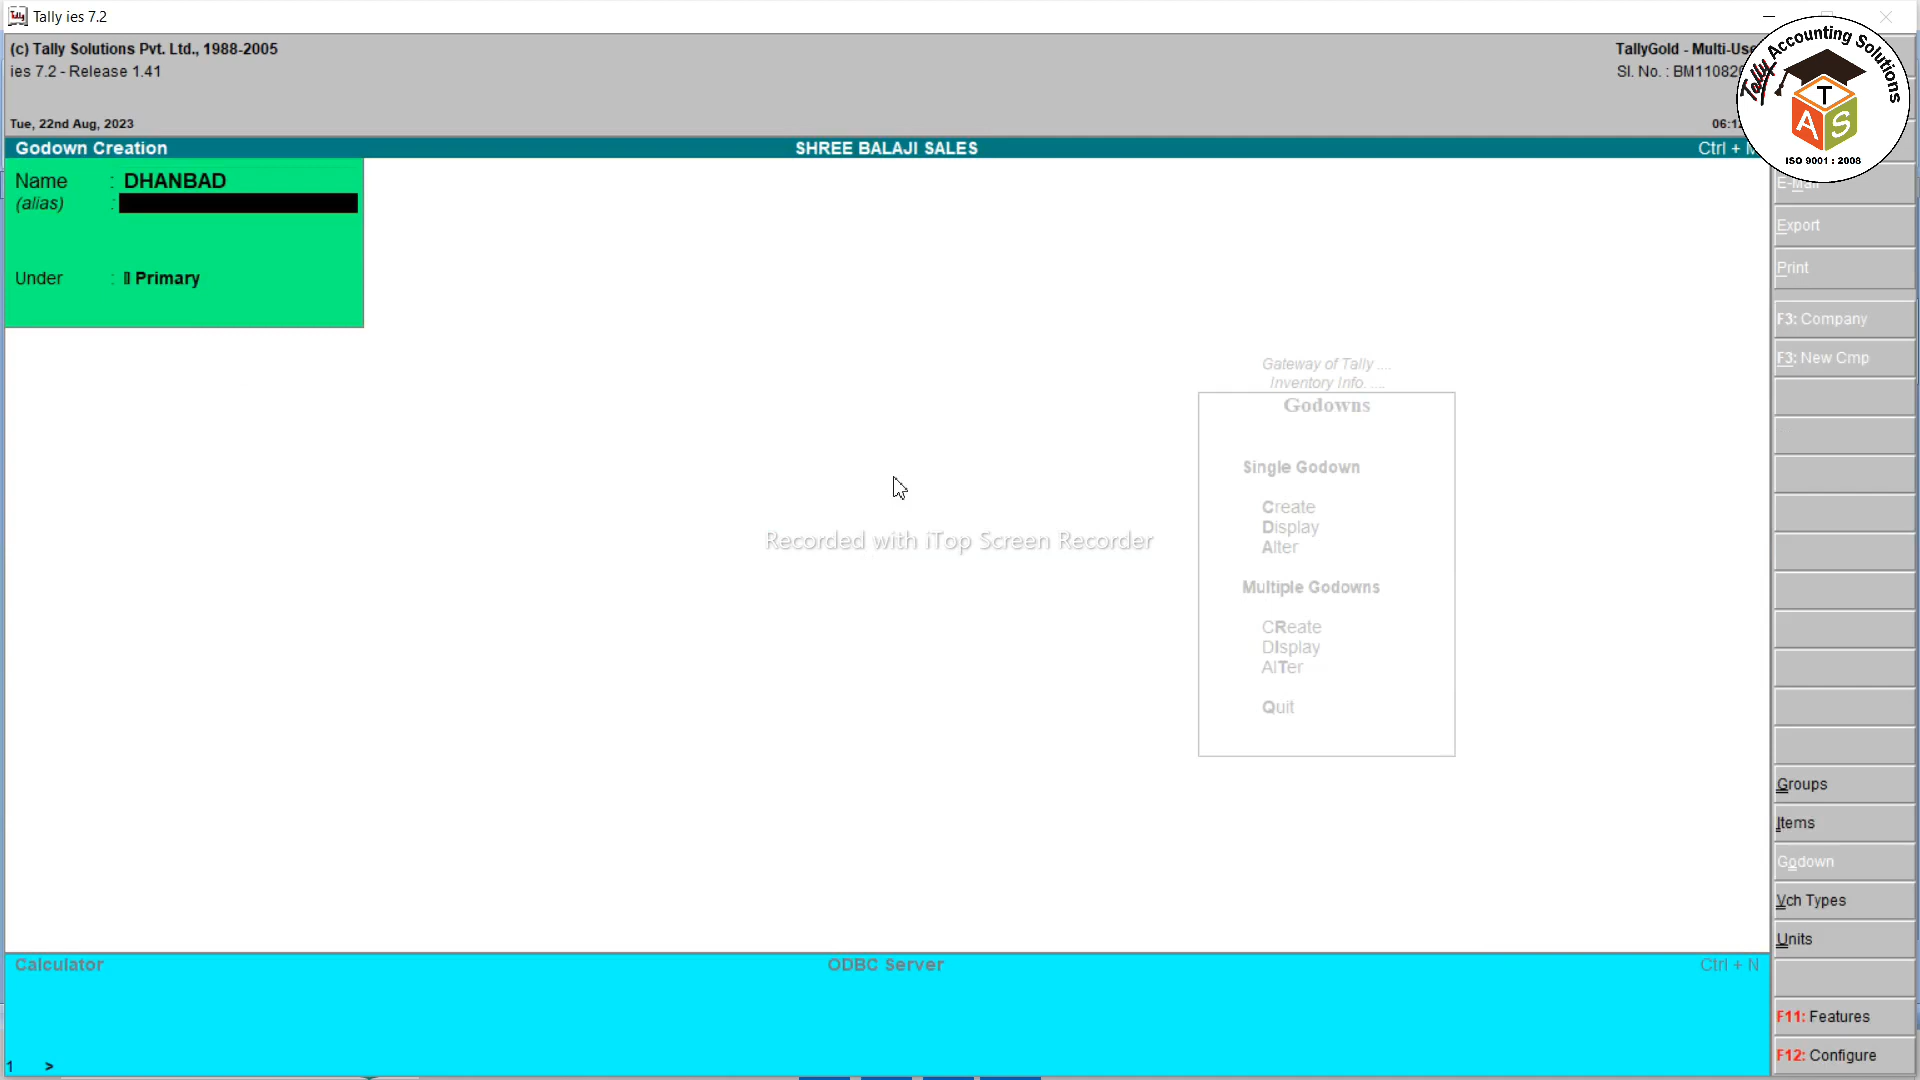 Tally ies 7.2
(c) Tally Solutions Pvt. Ltd., 1988-2005
TallyGold - Multi-Use
ies 7.2 - Release 1.41
Sl. No. : BM11082
Tue, 22nd Aug, 2023
06:12
Tally Accounting Solutions
T
A S
ISO 9001 : 2008
Godown Creation
SHREE BALAJI SALES
Ctrl + M
Name : DHANBAD
(alias) :
Under : Primary
E-Mail
Export
Print
F3: Company
F3: New Cmp
Gateway of Tally ....
Inventory Info. ....
Godowns
Single Godown
Create
Display
Alter
Multiple Godowns
CReate
DIsplay
AlTer
Quit
Recorded with iTop Screen Recorder
Groups
Items
Godown
Vch Types
Units
F11: Features
F12: Configure
Calculator
ODBC Server
Ctrl + N
1 >